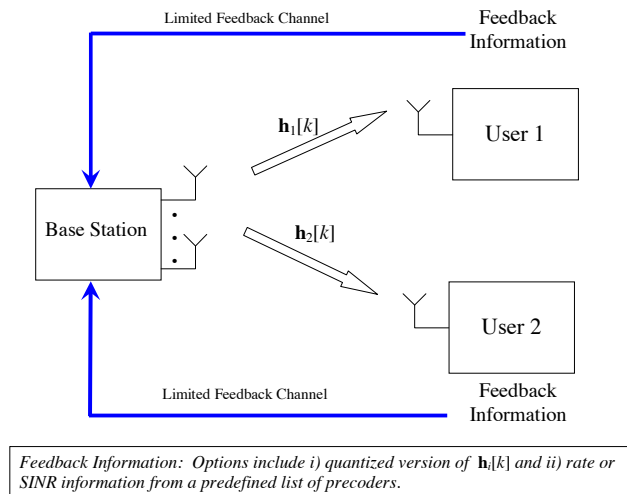 Limited Feedback Channel
Feedback
Information
h1[k]
User 1
Base Station
h2[k]
User 2
Limited Feedback Channel
Feedback
Information
Feedback Information: Options include i) quantized version of hi[k] and ii) rate or
SINR information from a predefined list of precoders.